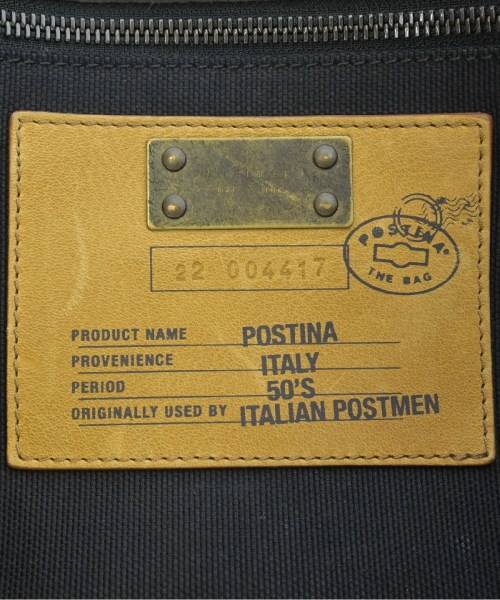 22 004417
POSTINA®
THE BAG
PRODUCT NAME POSTINA
PROVENIENCE ITALY
PERIOD 50'S
ORIGINALLY USED BY ITALIAN POSTMEN